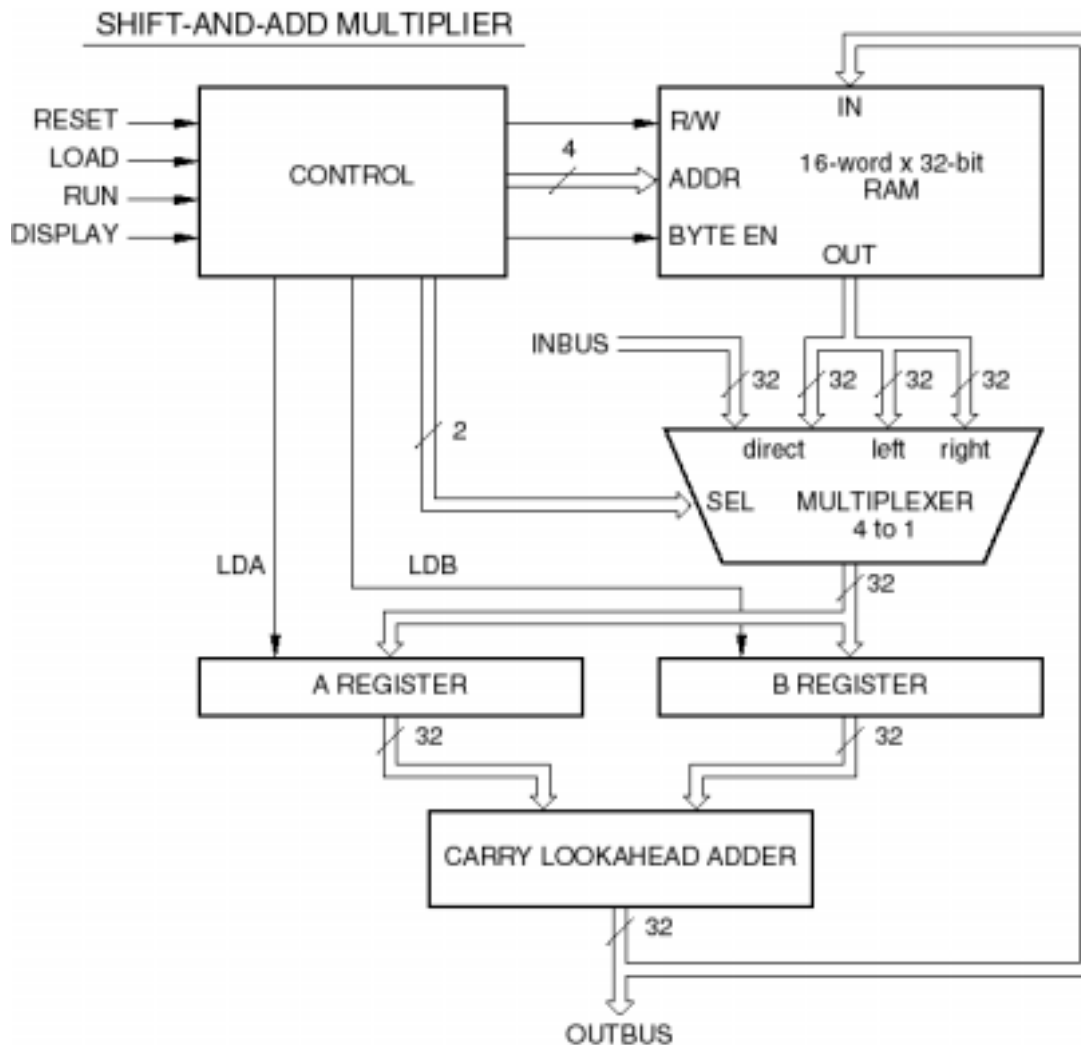 SHIFT-AND-ADD MULTIPLIER
RESET
LOAD
RUN
DISPLAY
CONTROL
4
R/W
ADDR
BYTE EN
IN
16-word x 32-bit
RAM
OUT
INBUS
32
32
32
32
2
direct
left
right
SEL
MULTIPLEXER
4 to 1
LDA
LDB
32
A REGISTER
B REGISTER
32
32
CARRY LOOKAHEAD ADDER
32
OUTBUS